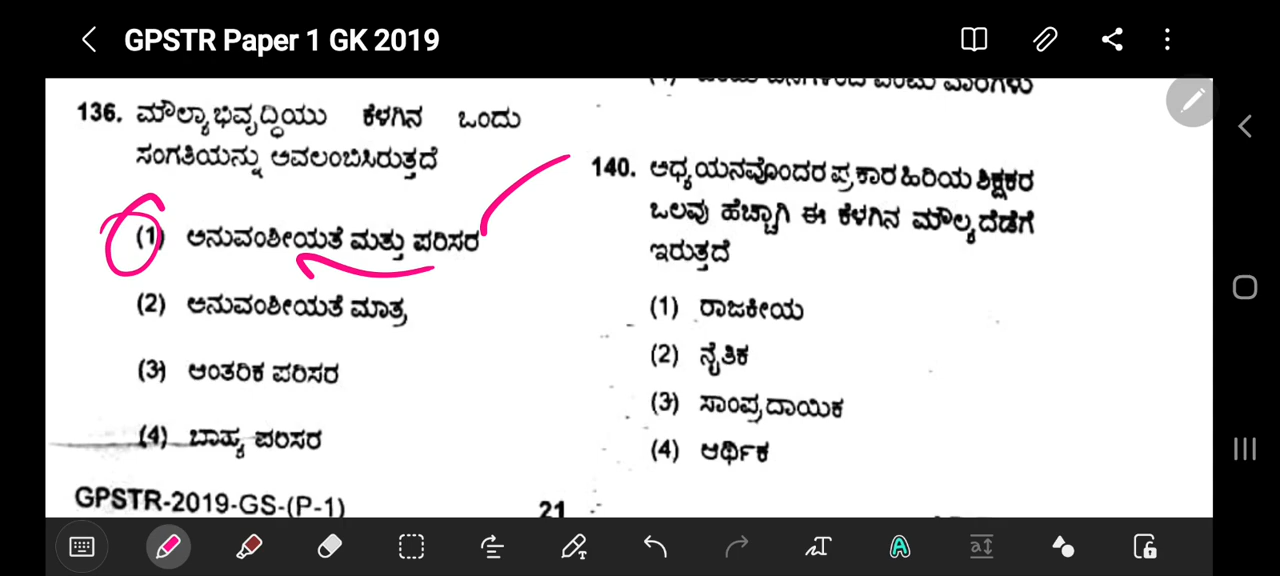 GPSTR Paper 1 GK 2019
136. ಮೌಲ್ಯಾಭಿವೃದ್ಧಿಯು ಕೆಳಗಿನ ಒಂದು
ಸಂಗತಿಯನ್ನು ಅವಲಂಬಿಸಿರುತ್ತದೆ
(1) ಅನುವಂಶೀಯತೆ ಮತ್ತು ಪರಿಸರ
(2) ಅನುವಂಶೀಯತೆ ಮಾತ್ರ
(3) ಆಂತರಿಕ ಪರಿಸರ
(4) ಬಾಹ್ಯ ಪರಿಸರ
GPSTR-2019-GS-(P-1)
21
140. ಅಧ್ಯಯನವೊಂದರ ಪ್ರಕಾರ ಹಿರಿಯ ಶಿಕ್ಷಕರ
ಒಲವು ಹೆಚ್ಚಾಗಿ ಈ ಕೆಳಗಿನ ಮೌಲ್ಯದೆಡೆಗೆ
ಇರುತ್ತದೆ
(1) ರಾಜಕೀಯ
(2) ನೈತಿಕ
(3) ಸಾಂಪ್ರದಾಯಿಕ
(4) ಆರ್ಥಿಕ